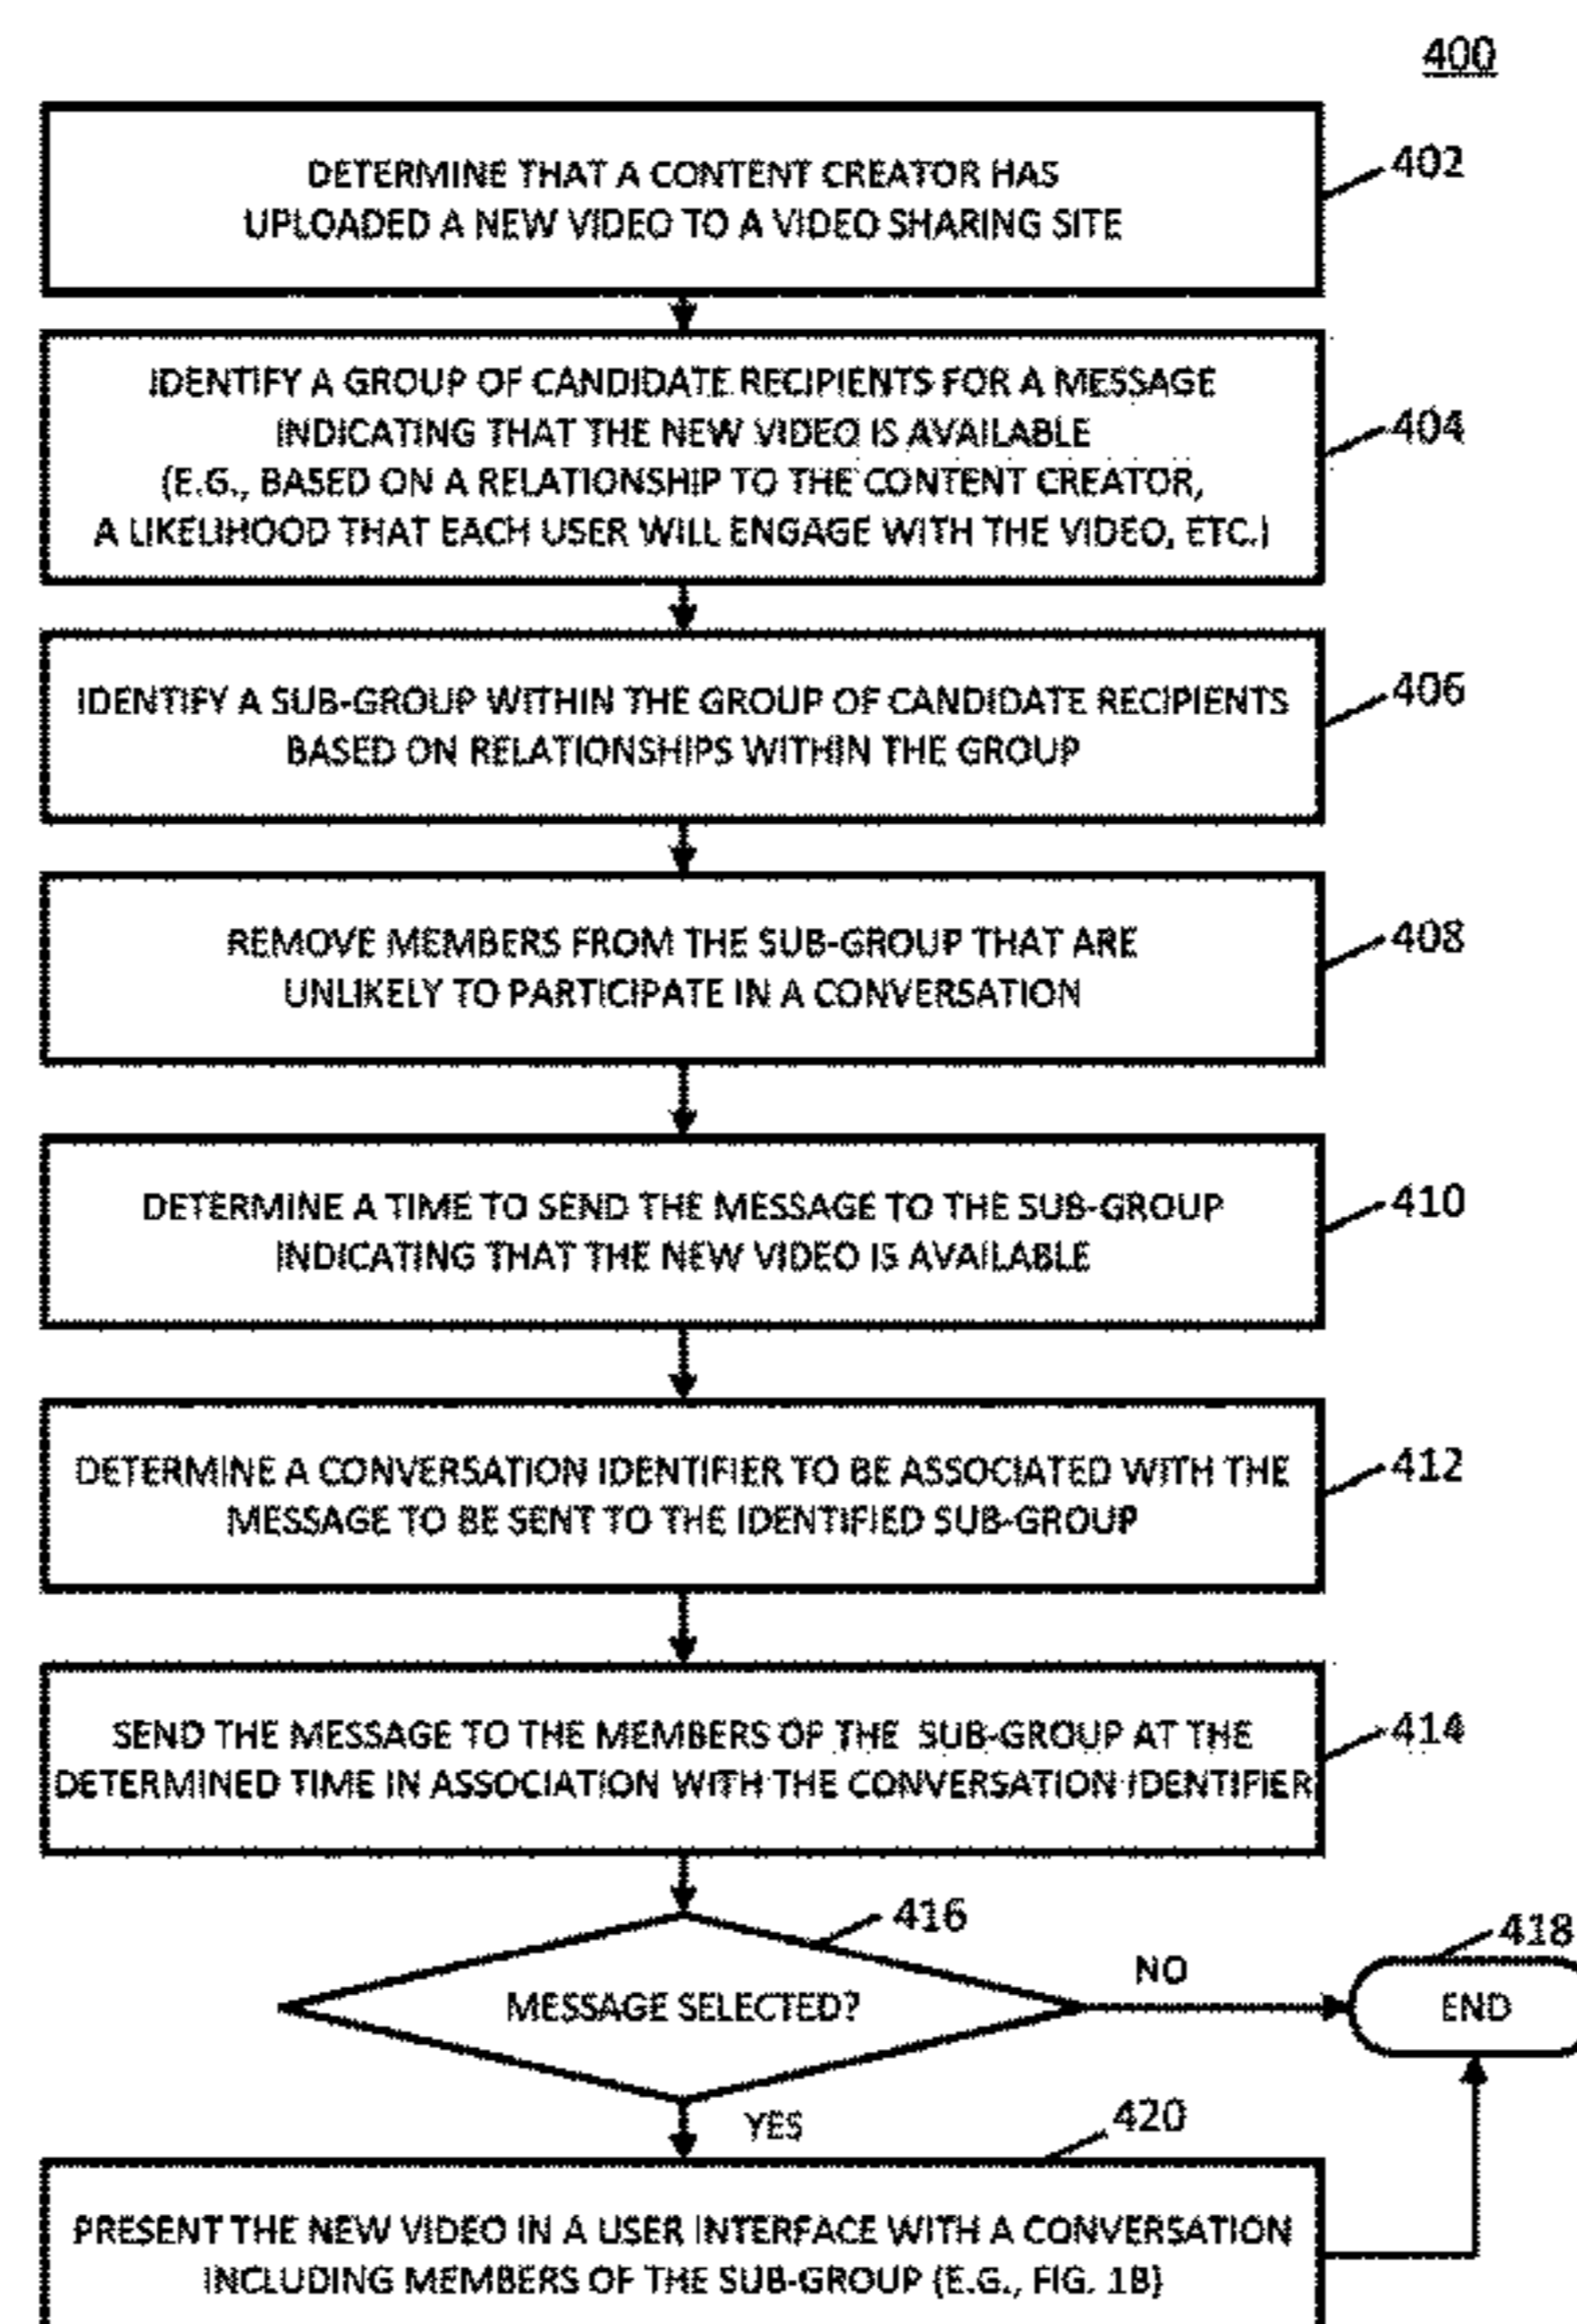 400
DETERMINE THAT A CONTENT CREATOR HAS
UPLOADED A NEW VIDEO TO A VIDEO SHARING SITE
402
IDENTIFY A GROUP OF CANDIDATE RECIPIENTS FOR A MESSAGE
INDICATING THAT THE NEW VIDEO IS AVAILABLE
(E.G., BASED ON A RELATIONSHIP TO THE CONTENT CREATOR,
A LIKELIHOOD THAT EACH USER WILL ENGAGE WITH THE VIDEO, ETC.)
404
IDENTIFY A SUB-GROUP WITHIN THE GROUP OF CANDIDATE RECIPIENTS
BASED ON RELATIONSHIPS WITHIN THE GROUP
406
REMOVE MEMBERS FROM THE SUB-GROUP THAT ARE
UNLIKELY TO PARTICIPATE IN A CONVERSATION
408
DETERMINE A TIME TO SEND THE MESSAGE TO THE SUB-GROUP
INDICATING THAT THE NEW VIDEO IS AVAILABLE
410
DETERMINE A CONVERSATION IDENTIFIER TO BE ASSOCIATED WITH THE
MESSAGE TO BE SENT TO THE IDENTIFIED SUB-GROUP
412
SEND THE MESSAGE TO THE MEMBERS OF THE SUB-GROUP AT THE
DETERMINED TIME IN ASSOCIATION WITH THE CONVERSATION IDENTIFIER
414
416
MESSAGE SELECTED?
NO
418
END
YES
420
PRESENT THE NEW VIDEO IN A USER INTERFACE WITH A CONVERSATION
INCLUDING MEMBERS OF THE SUB-GROUP (E.G., FIG. 1B)